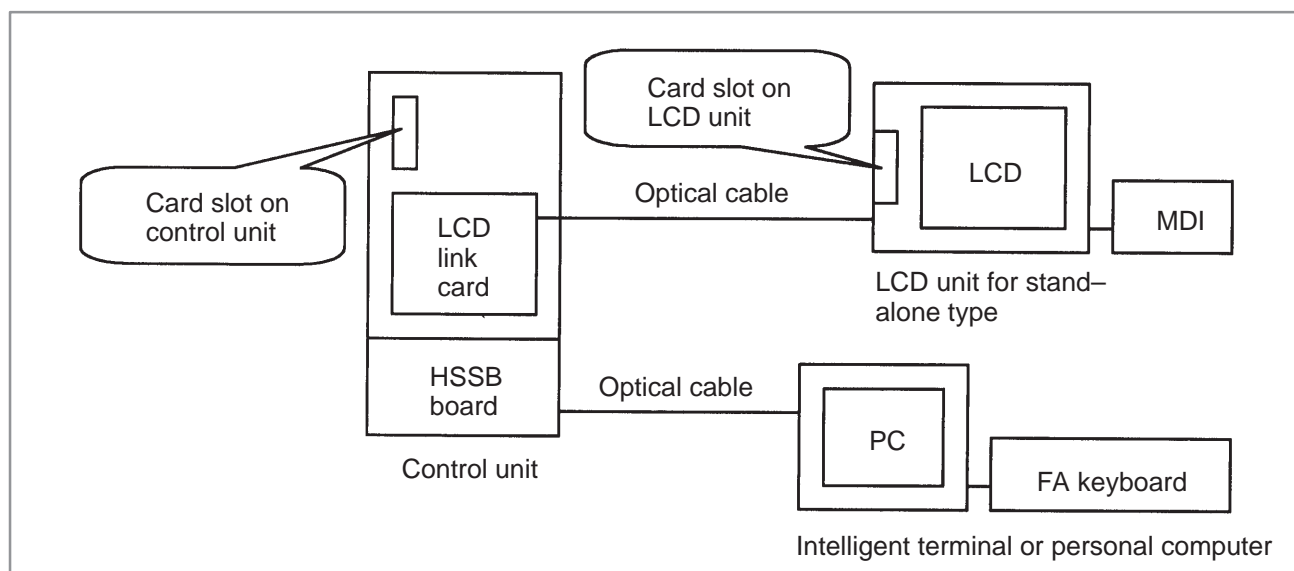 Card slot on
LCD unit
LCD
MDI
Card slot on
control unit
LCD
link
card
Optical cable
LCD unit for stand–
alone type
HSSB
board
Optical cable
PC
FA keyboard
Control unit
Intelligent terminal or personal computer